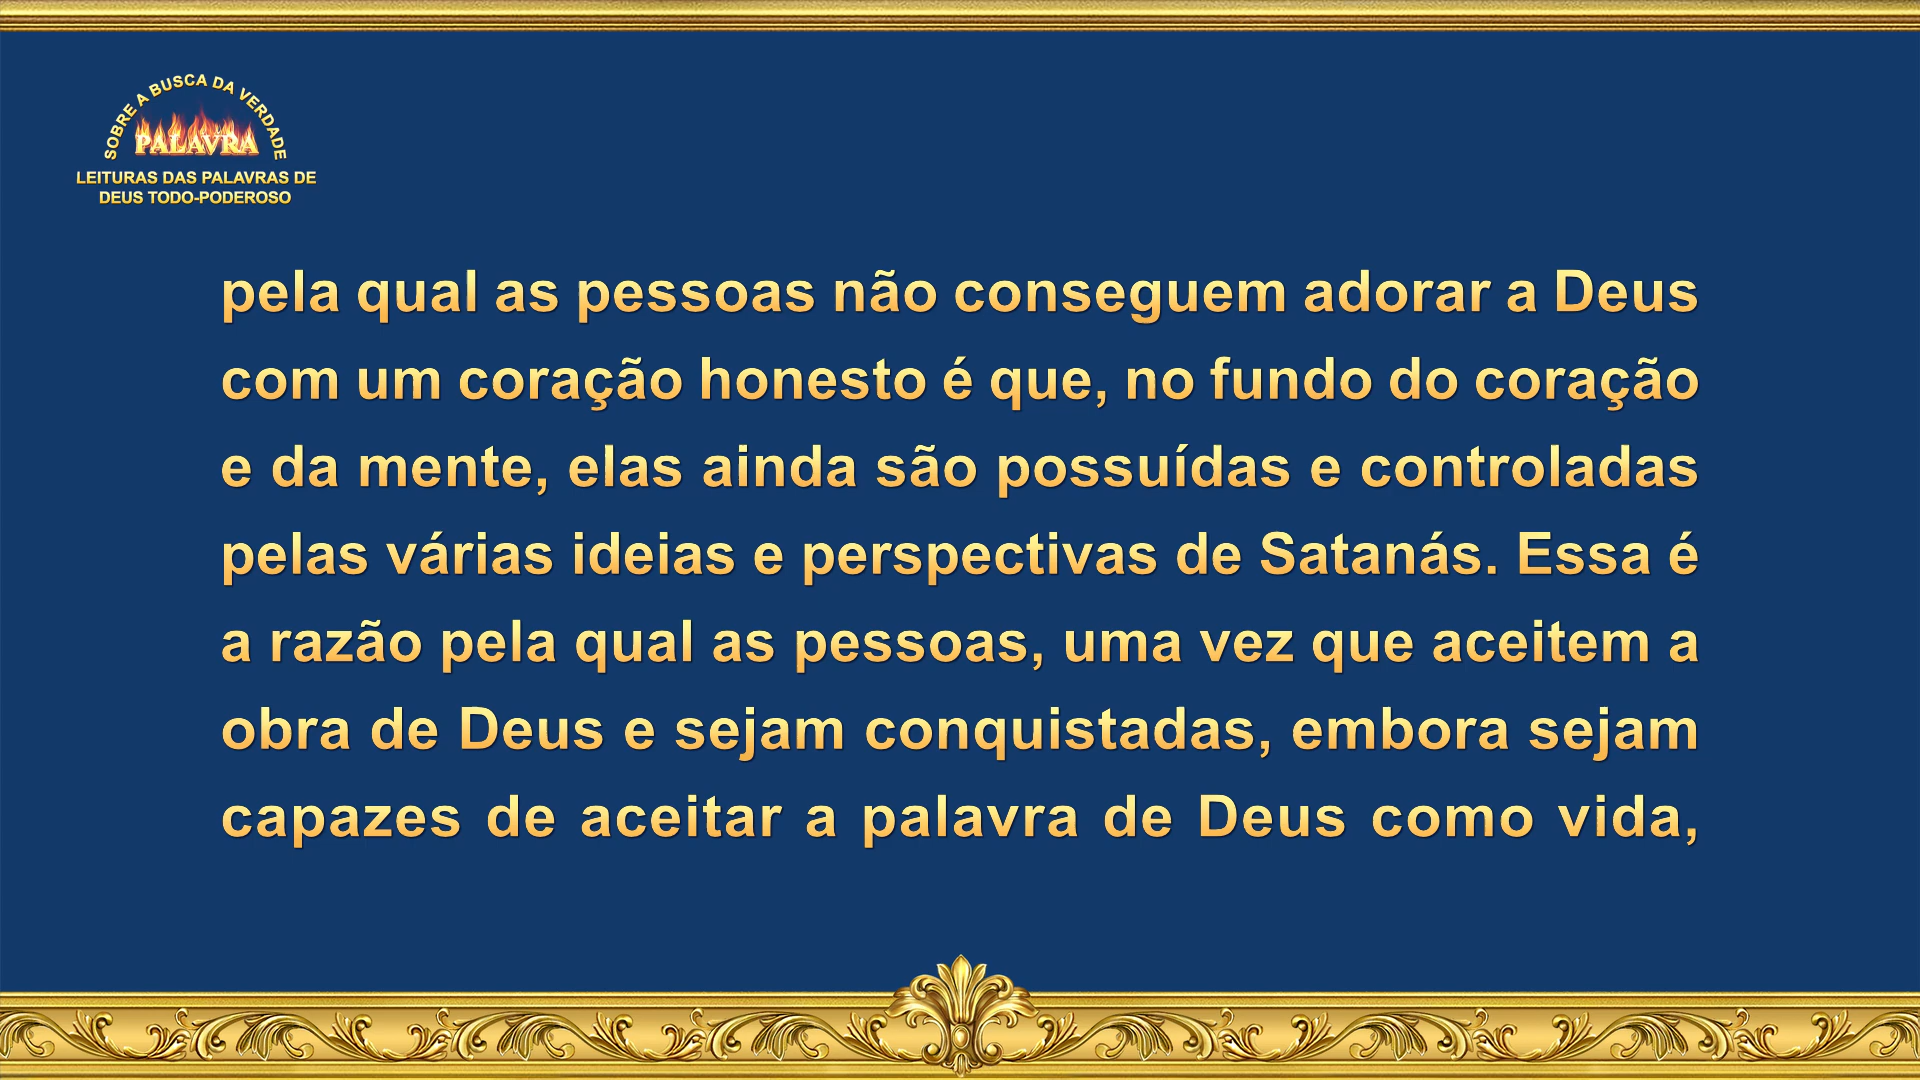 SOBRE A BUSCA DA VERDADE
PALAVRA
LEITURAS DAS PALAVRAS DE
DEUS TODO-PODEROSO
pela qual as pessoas não conseguem adorar a Deus
com um coração honesto é que, no fundo do coração
e da mente, elas ainda são possuídas e controladas
pelas várias ideias e perspectivas de Satanás. Essa é
a razão pela qual as pessoas, uma vez que aceitem a
obra de Deus e sejam conquistadas, embora sejam
capazes de aceitar a palavra de Deus como vida,